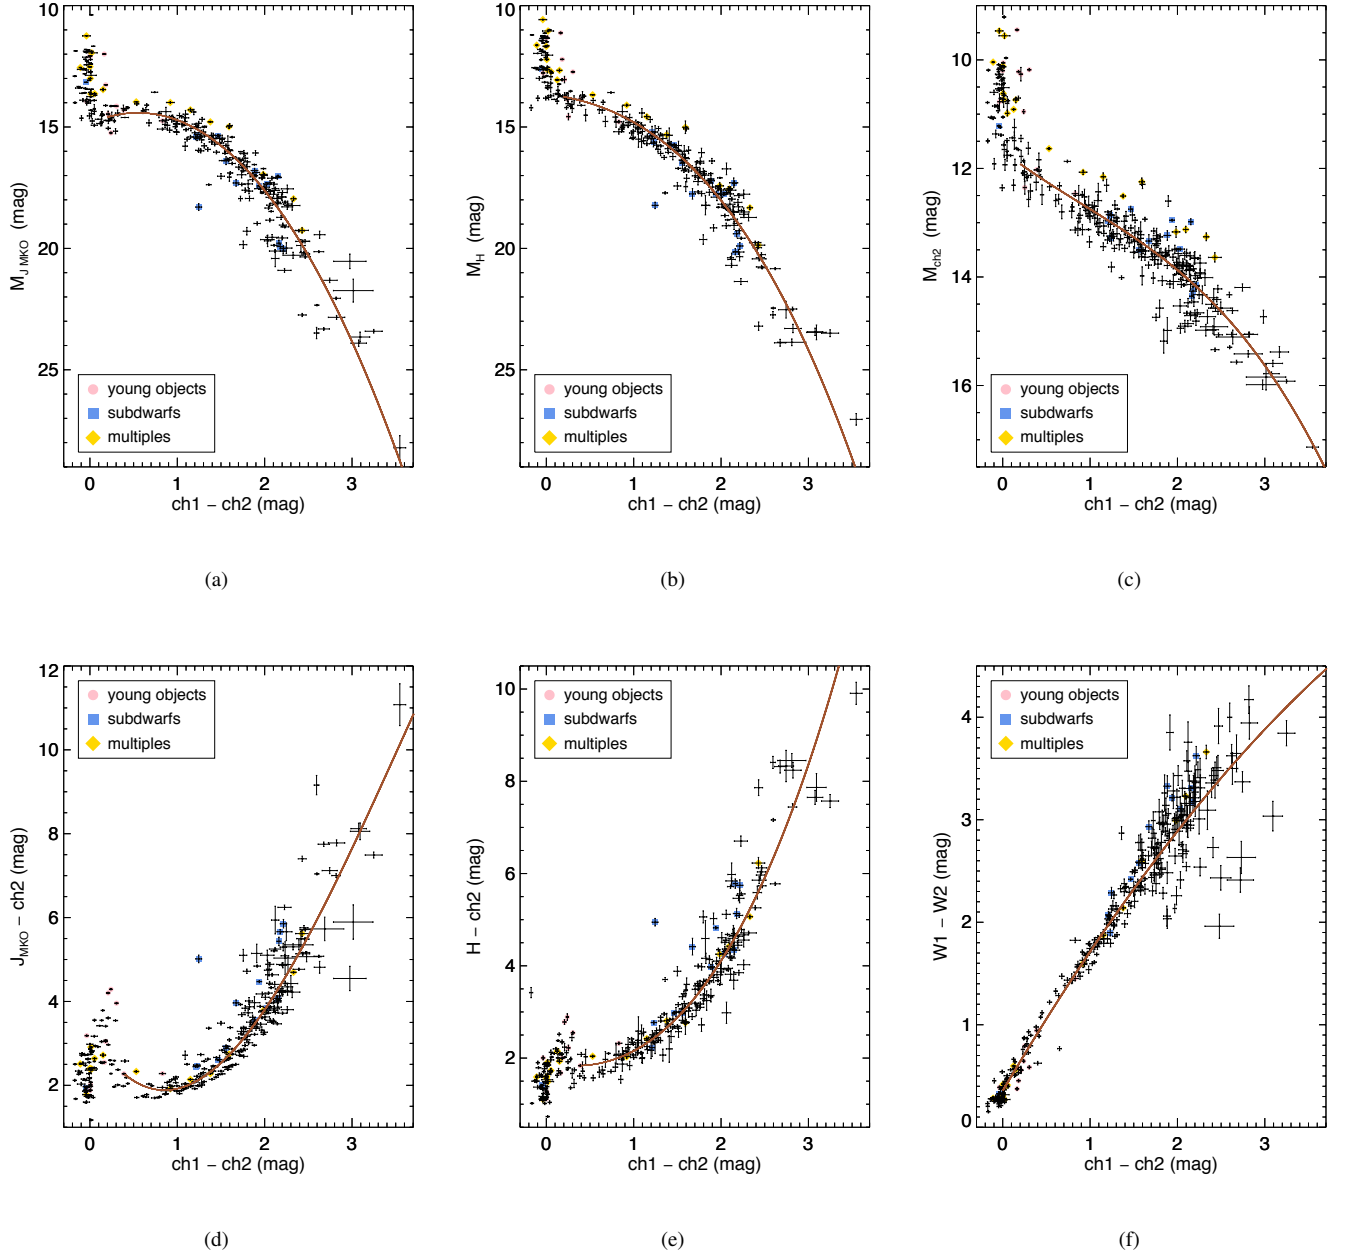 10
15
20
25
M_J MKO (mag)
0 1 2 3
ch1 − ch2 (mag)
young objects
subdwarfs
multiples
(a)
10
15
20
25
M_H (mag)
0 1 2 3
ch1 − ch2 (mag)
young objects
subdwarfs
multiples
(b)
10
12
14
16
M_ch2 (mag)
0 1 2 3
ch1 − ch2 (mag)
young objects
subdwarfs
multiples
(c)
12
10
8
6
4
2
J_MKO − ch2 (mag)
0 1 2 3
ch1 − ch2 (mag)
young objects
subdwarfs
multiples
(d)
10
8
6
4
2
H − ch2 (mag)
0 1 2 3
ch1 − ch2 (mag)
young objects
subdwarfs
multiples
(e)
4
3
2
1
0
W1 − W2 (mag)
0 1 2 3
ch1 − ch2 (mag)
young objects
subdwarfs
multiples
(f)